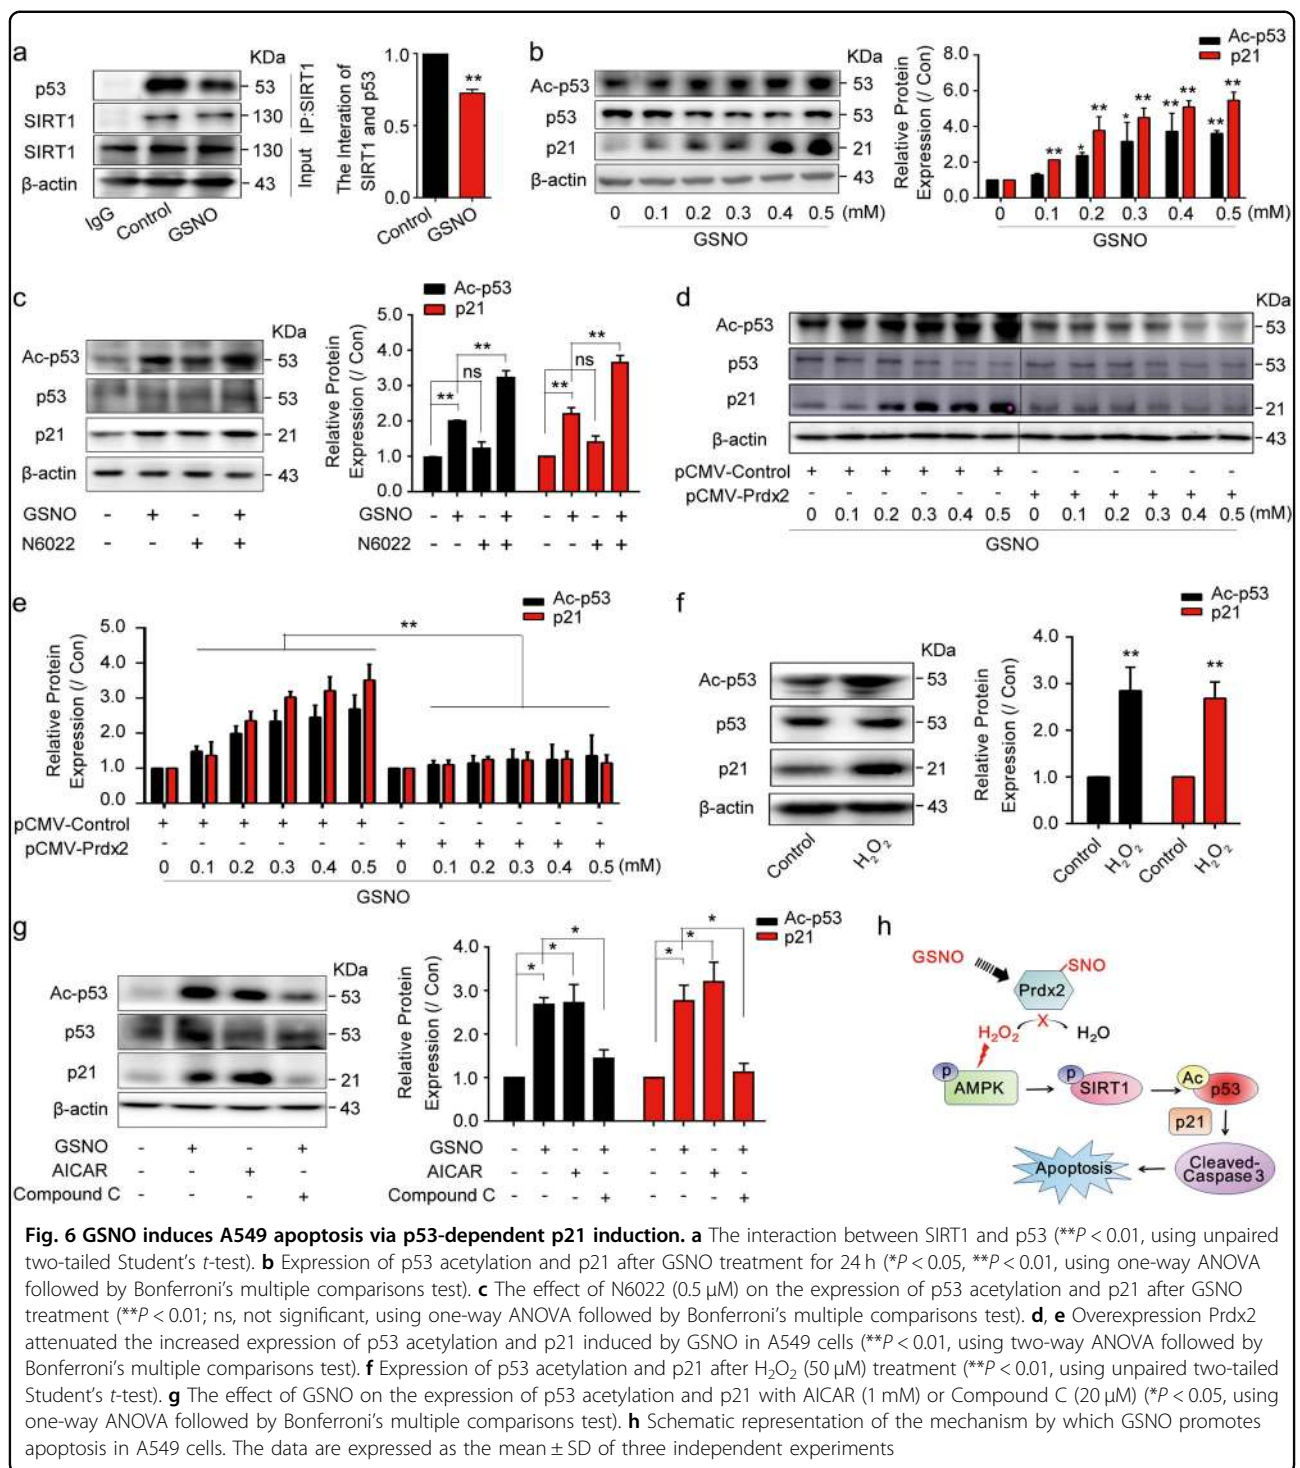 a
KDa
p53
53
SIRT1
130
IP:SIRT1
SIRT1
130
Input
β-actin
43
IgG
Control
GSNO
The Interation of
SIRT1 and p53
1.0
0.5
0.0
**
Control
GSNO
b
KDa
Ac-p53
53
p53
53
p21
21
β-actin
43
0 0.1 0.2 0.3 0.4 0.5 (mM)
GSNO
Ac-p53
p21
Relative Protein
Expression (/ Con)
8.0
6.0
4.0
2.0
0.0
** * ** * ** ** ** ** **
0 0.1 0.2 0.3 0.4 0.5 (mM)
GSNO
c
KDa
Ac-p53
53
p53
53
p21
21
β-actin
43
GSNO - + - +
N6022 - - + +
Ac-p53
p21
Relative Protein
Expression (/ Con)
5.0
4.0
3.0
2.0
1.0
0.0
** ns ** ** ns **
GSNO - + - + - + - +
N6022 - - + + - - + +
d
KDa
Ac-p53
53
p53
53
p21
21
β-actin
43
pCMV-Control + + + + + + - - - - - -
pCMV-Prdx2 - - - - - - + + + + + +
0 0.1 0.2 0.3 0.4 0.5 0 0.1 0.2 0.3 0.4 0.5 (mM)
GSNO
e
Ac-p53
p21
Relative Protein
Expression (/ Con)
5.0
4.0
3.0
2.0
1.0
0.0
**
pCMV-Control + + + + + + - - - - - -
pCMV-Prdx2 - - - - - - + + + + + +
0 0.1 0.2 0.3 0.4 0.5 0 0.1 0.2 0.3 0.4 0.5 (mM)
GSNO
f
KDa
Ac-p53
53
p53
53
p21
21
β-actin
43
Control
H₂O₂
Ac-p53
p21
Relative Protein
Expression (/ Con)
4.0
3.0
2.0
1.0
0.0
** **
Control
H₂O₂
Control
H₂O₂
g
KDa
Ac-p53
53
p53
53
p21
21
β-actin
43
GSNO - + - +
AICAR - - + -
Compound C - - - +
Ac-p53
p21
Relative Protein
Expression (/ Con)
4.0
3.0
2.0
1.0
0.0
* * * * * *
GSNO - + - + - + - +
AICAR - - + - - - + -
Compound C - - - + - - - +
h
GSNO
SNO
Prdx2
X
H₂O₂
H₂O
p
AMPK
p
SIRT1
Ac
p53
p21
Apoptosis
Cleaved-
Caspase 3
Fig. 6 GSNO induces A549 apoptosis via p53-dependent p21 induction. a The interaction between SIRT1 and p53 (**P < 0.01, using unpaired
two-tailed Student's t-test). b Expression of p53 acetylation and p21 after GSNO treatment for 24 h (*P < 0.05, **P < 0.01, using one-way ANOVA
followed by Bonferroni's multiple comparisons test). c The effect of N6022 (0.5 μM) on the expression of p53 acetylation and p21 after GSNO
treatment (**P < 0.01; ns, not significant, using one-way ANOVA followed by Bonferroni's multiple comparisons test). d, e Overexpression Prdx2
attenuated the increased expression of p53 acetylation and p21 induced by GSNO in A549 cells (**P < 0.01, using two-way ANOVA followed by
Bonferroni's multiple comparisons test). f Expression of p53 acetylation and p21 after H₂O₂ (50 μM) treatment (**P < 0.01, using unpaired two-tailed
Student's t-test). g The effect of GSNO on the expression of p53 acetylation and p21 with AICAR (1 mM) or Compound C (20 μM) (*P < 0.05, using
one-way ANOVA followed by Bonferroni's multiple comparisons test). h Schematic representation of the mechanism by which GSNO promotes
apoptosis in A549 cells. The data are expressed as the mean ± SD of three independent experiments